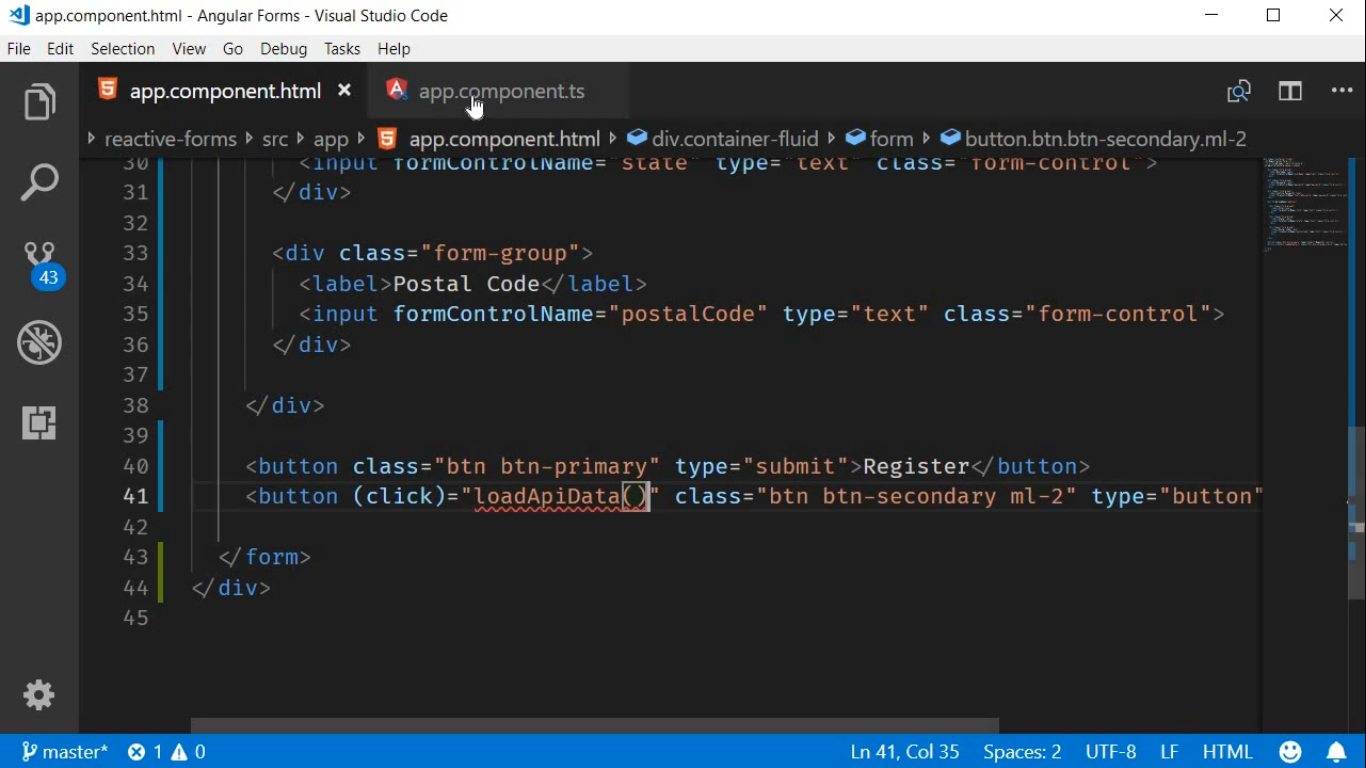 app.component.html - Angular Forms - Visual Studio Code
File Edit Selection View Go Debug Tasks Help
app.component.html × app.component.ts
reactive-forms src app app.component.html div.container-fluid form button.btn.btn-secondary.ml-2
30 <input formControlName="state" type="text" class="form-control">
31 </div>
32
33 <div class="form-group">
34 <label>Postal Code</label>
35 <input formControlName="postalCode" type="text" class="form-control">
36 </div>
37
38 </div>
39
40 <button class="btn btn-primary" type="submit">Register</button>
41 <button (click)="loadApiData()" class="btn btn-secondary ml-2" type="button"
42
43 </form>
44 </div>
45
43
master* 1 0 Ln 41, Col 35 Spaces: 2 UTF-8 LF HTML